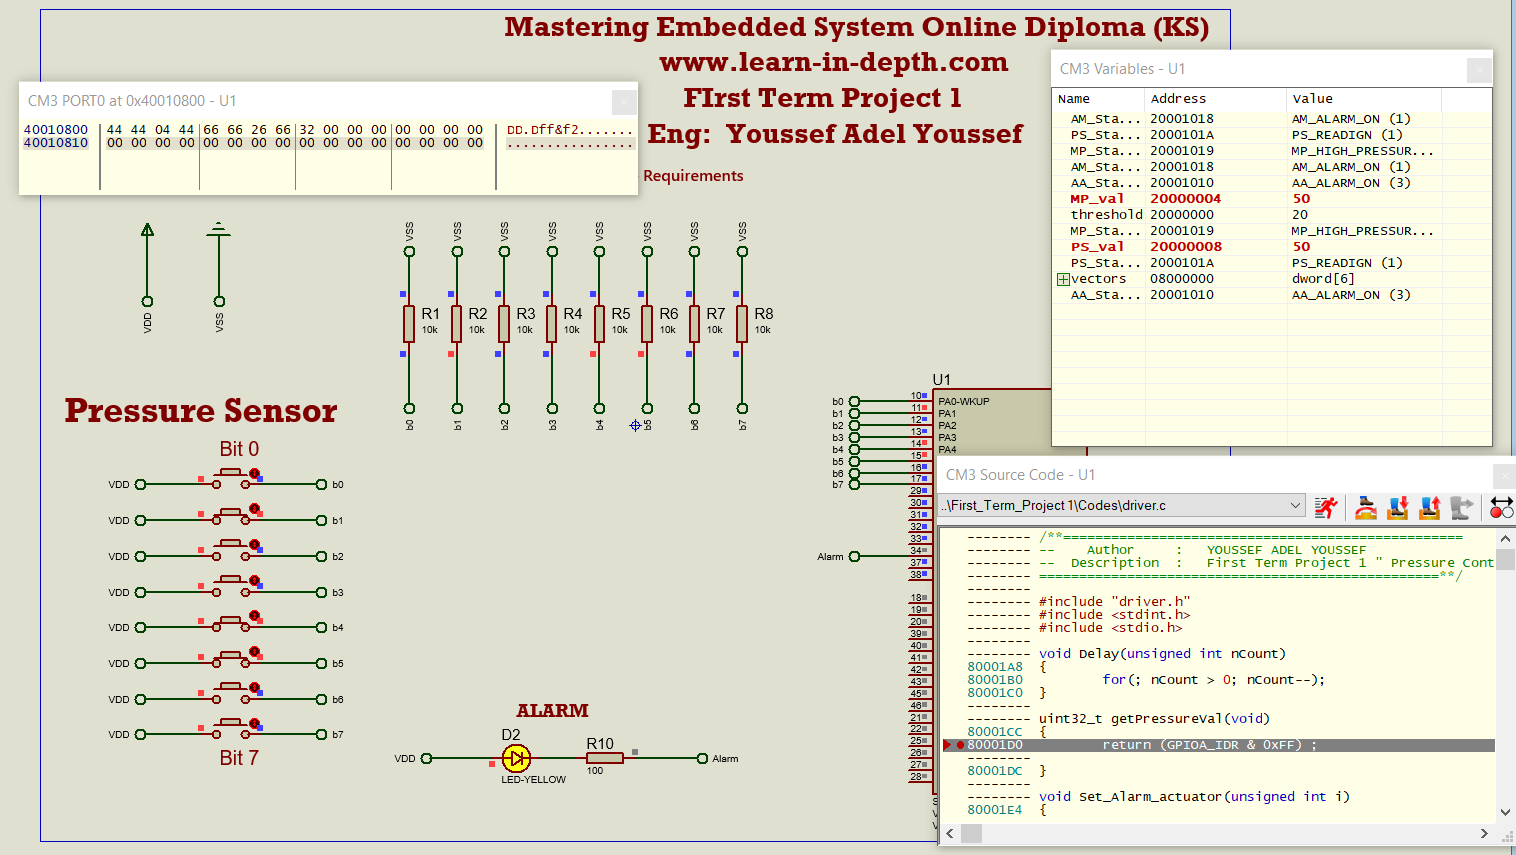 Mastering Embedded System Online Diploma (KS)
www.learn-in-depth.com
FIrst Term Project 1
Eng:  Youssef Adel Youssef
Requirements
CM3 PORT0 at 0x40010800 - U1
40010800 44 44 04 44 66 66 26 66 32 00 00 00 00 00 00 00 DD.Dff&f2.......
40010810 00 00 00 00 00 00 00 00 00 00 00 00 00 00 00 00 ................
CM3 Variables - U1
Name Address Value
AM_Sta... 20001018 AM_ALARM_ON (1)
PS_Sta... 2000101A PS_READIGN (1)
MP_Sta... 20001019 MP_HIGH_PRESSUR...
AM_Sta... 20001018 AM_ALARM_ON (1)
AA_Sta... 20001010 AA_ALARM_ON (3)
MP_val 20000004 50
threshold 20000000 20
MP_Sta... 20001019 MP_HIGH_PRESSUR...
PS_val 20000008 50
PS_Sta... 2000101A PS_READIGN (1)
vectors 08000000 dword[6]
AA_Sta... 20001010 AA_ALARM_ON (3)
VDD VSS
VSS VSS VSS VSS VSS VSS VSS VSS
R1 R2 R3 R4 R5 R6 R7 R8
10k 10k 10k 10k 10k 10k 10k 10k
b0 b1 b2 b3 b4 b5 b6 b7
Pressure Sensor
Bit 0
VDD b0
VDD b1
VDD b2
VDD b3
VDD b4
VDD b5
VDD b6
VDD b7
Bit 7
ALARM
D2 R10
VDD Alarm
LED-YELLOW 100
U1
b0 10 PA0-WKUP
b1 11 PA1
b2 12 PA2
b3 13 PA3
b4 14 PA4
b5 15
b6 16
b7 17
29
30
31
32
33
Alarm 34
37
38
18
19
20
39
40
41
42
43
45
46
21
22
25
26
27
28
CM3 Source Code - U1
..\First_Term_Project 1\Codes\driver.c
-------- /**==================================================
-------- --    Author     :   YOUSSEF ADEL YOUSSEF
-------- --  Description  :   First Term Project 1 " Pressure Cont
-------- ==================================================**/
--------
-------- #include "driver.h"
-------- #include <stdint.h>
-------- #include <stdio.h>
--------
-------- void Delay(unsigned int nCount)
80001A8 {
80001B0 for(; nCount > 0; nCount--);
80001C0 }
--------
-------- uint32_t getPressureVal(void)
80001CC {
80001D0 return (GPIOA_IDR & 0xFF) ;
--------
80001DC }
--------
-------- void Set_Alarm_actuator(unsigned int i)
80001E4 {